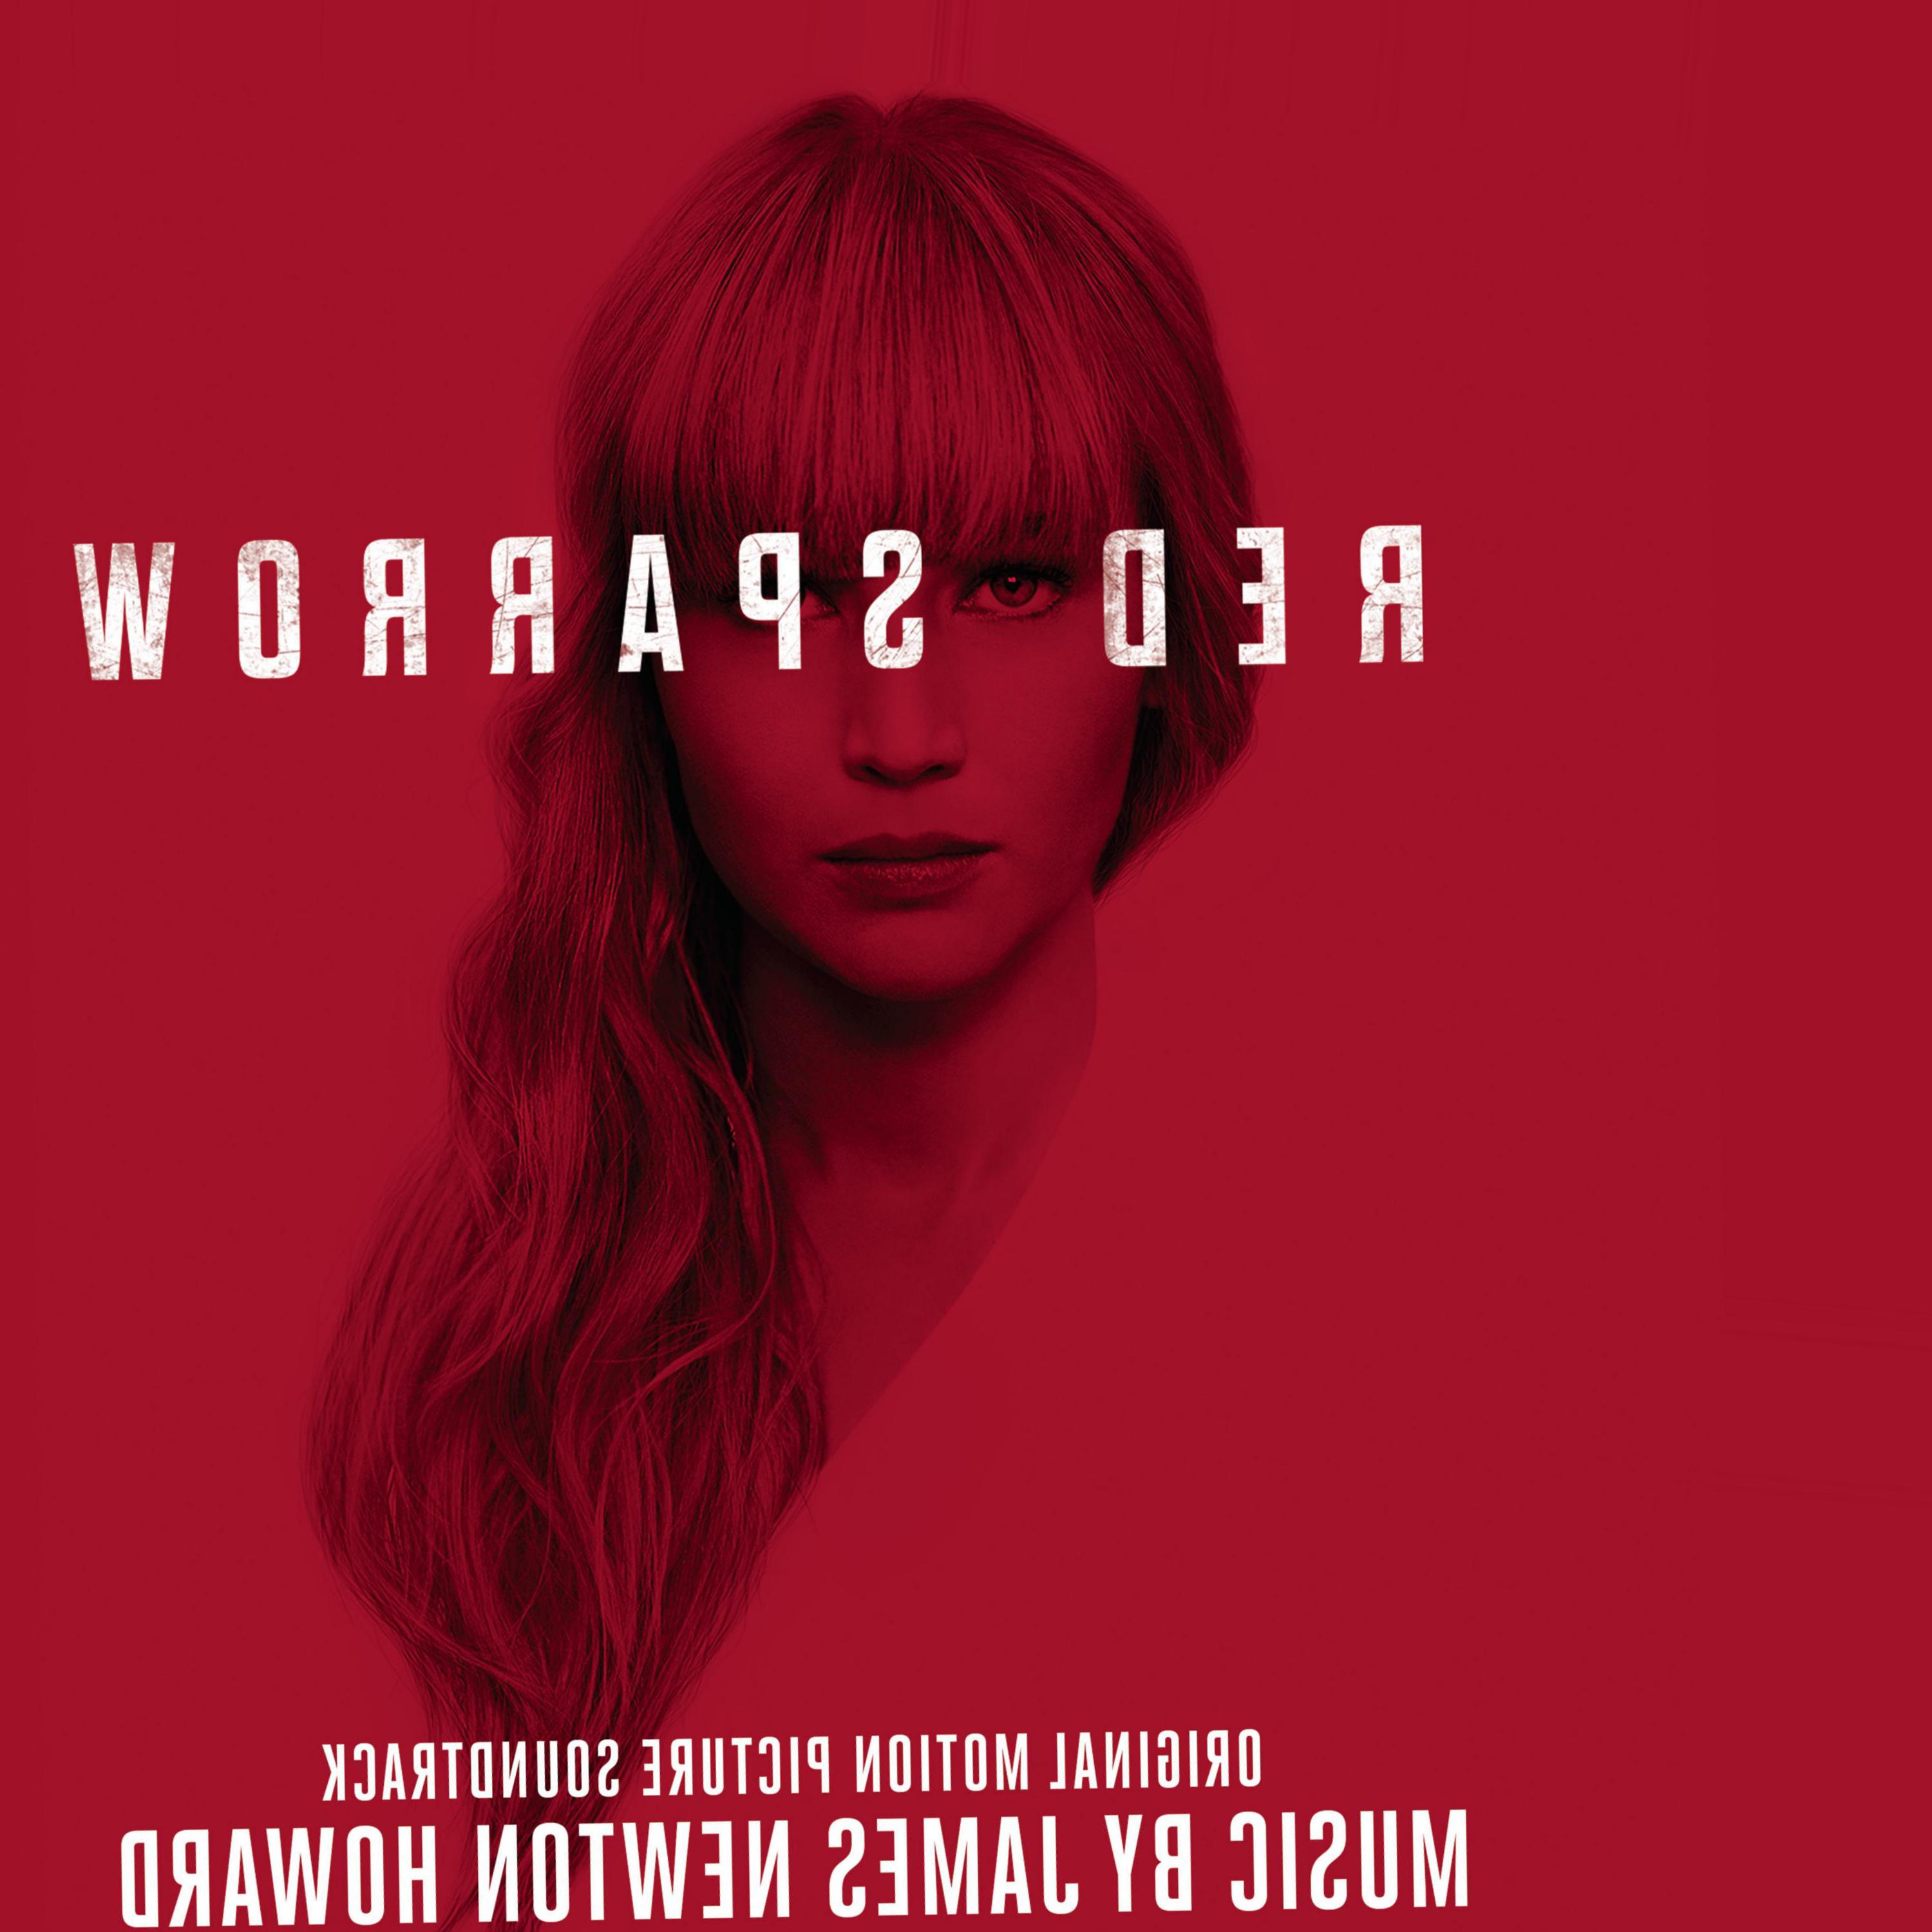 RED SPARROW
ORIGINAL MOTION PICTURE SOUNDTRACK
MUSIC BY JAMES NEWTON HOWARD